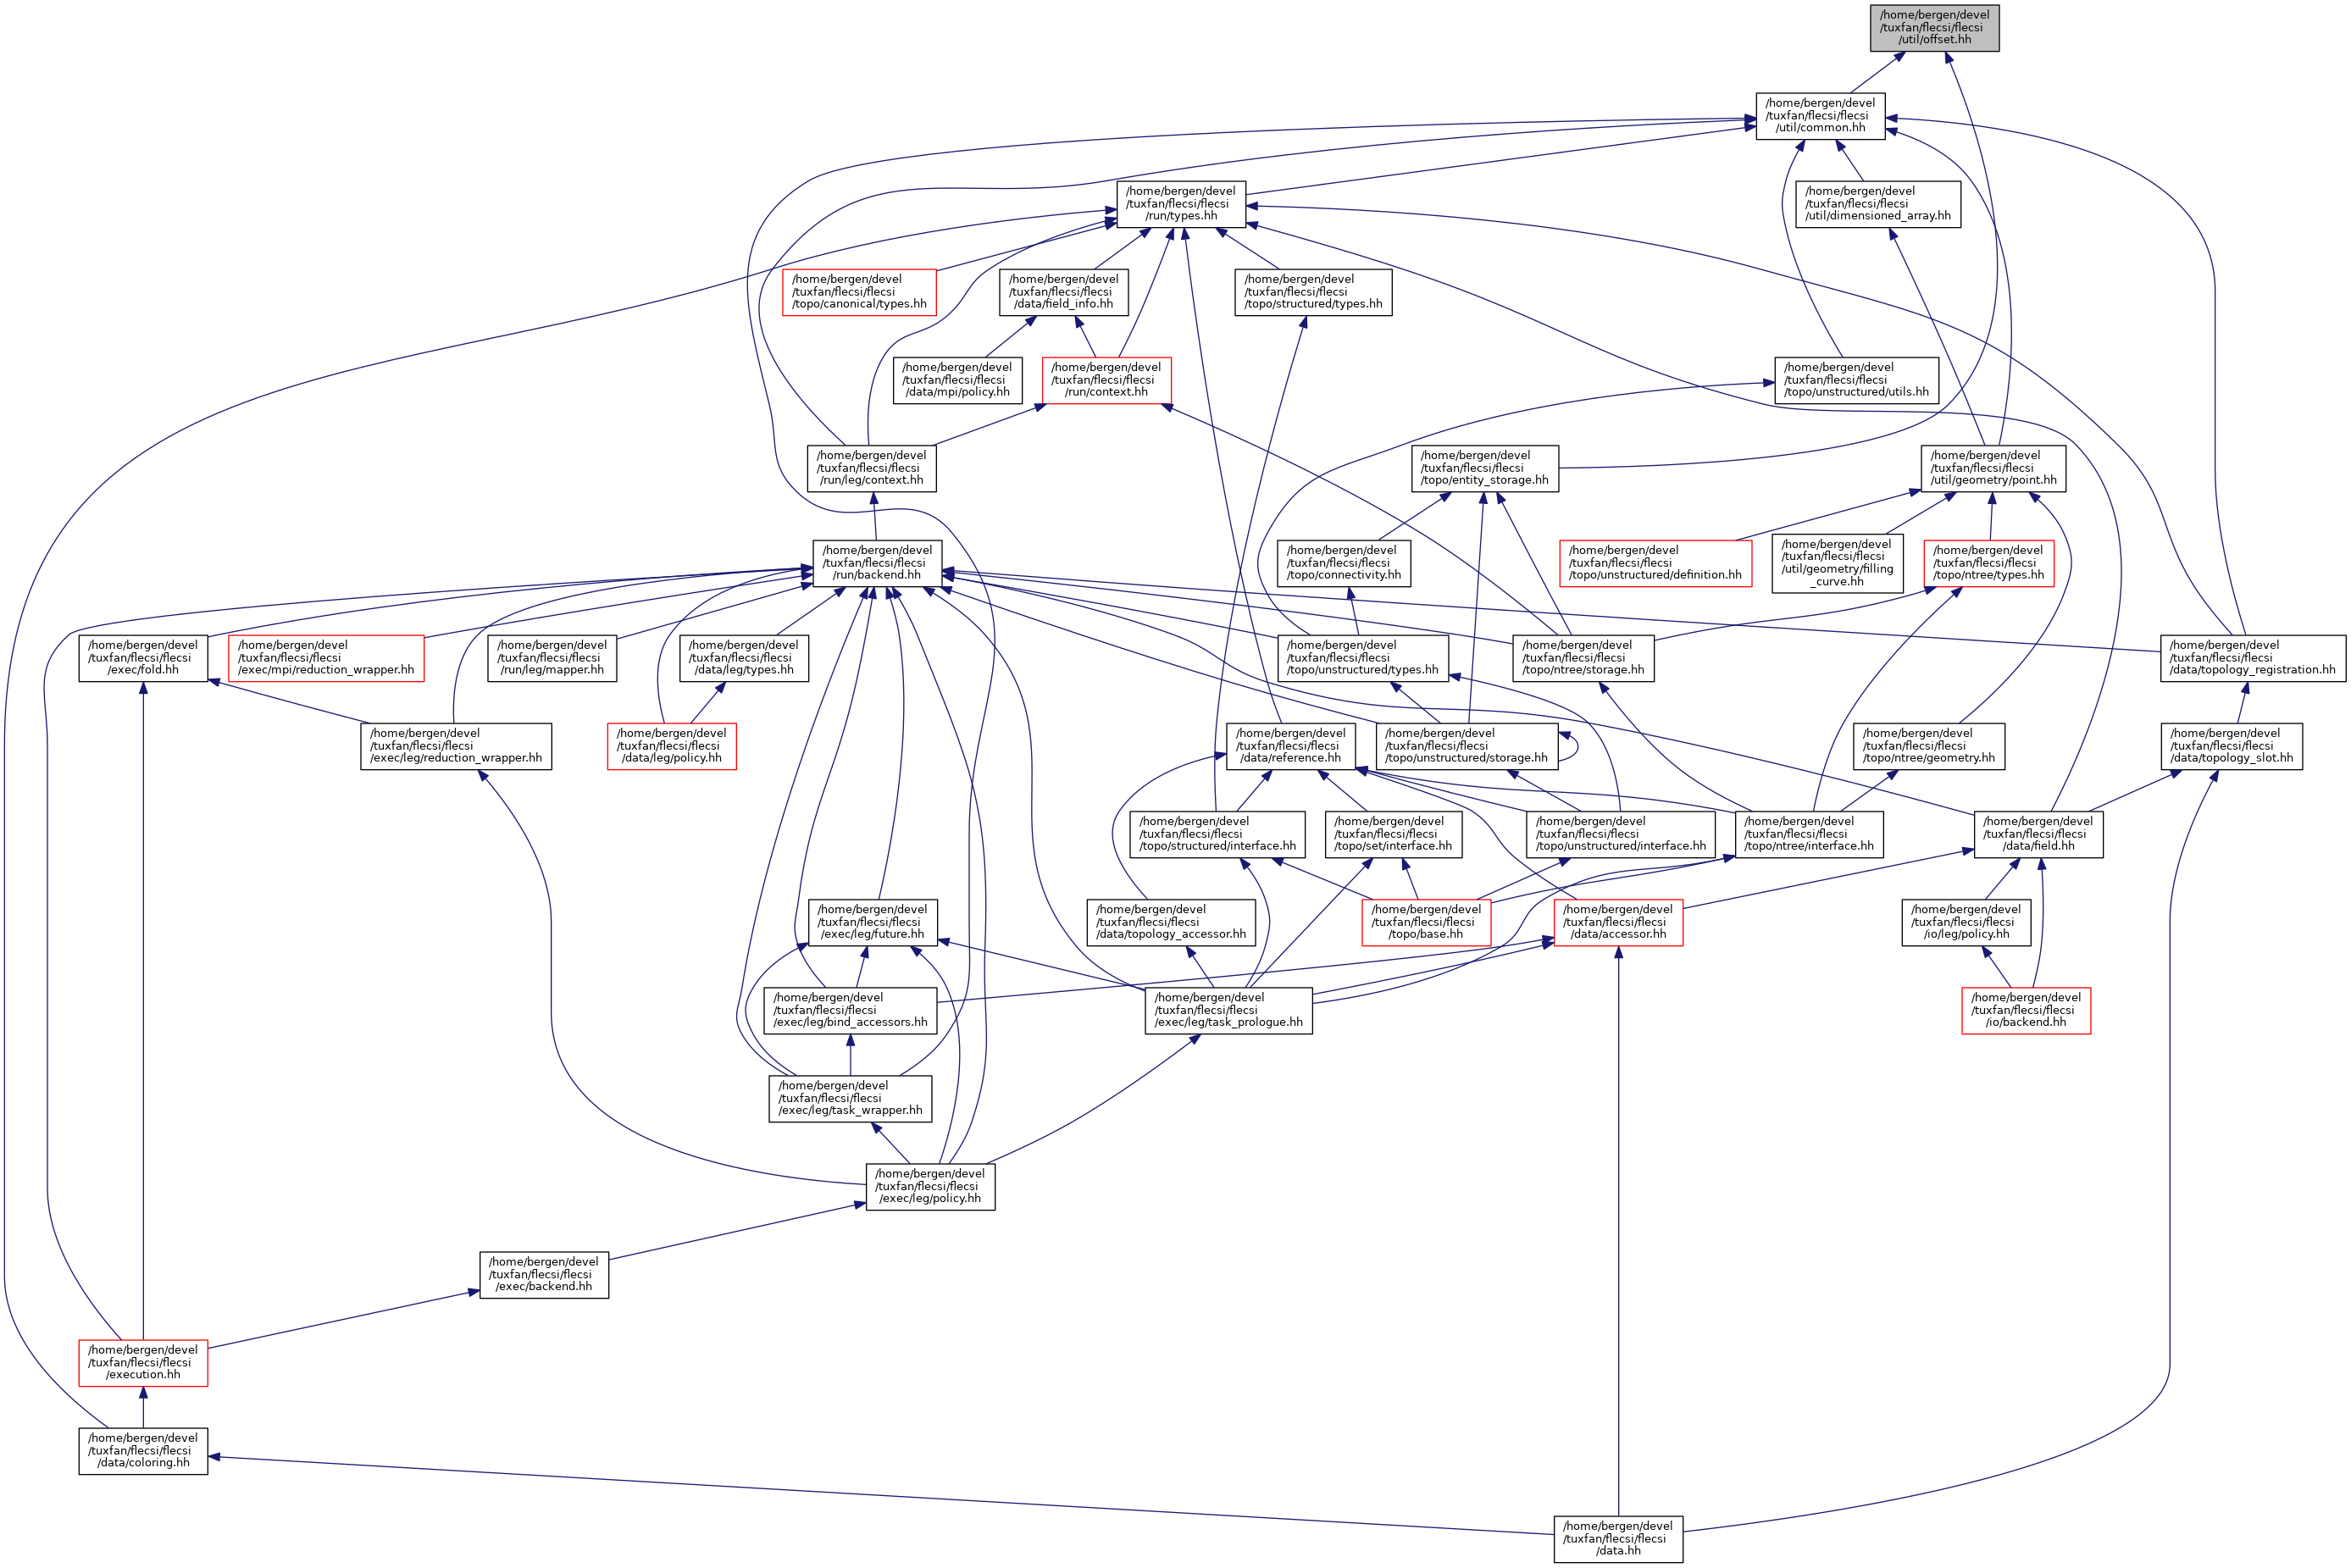 /home/bergen/devel
/tuxfan/flecsi/flecsi
/util/offset.hh
/home/bergen/devel
/tuxfan/flecsi/flecsi
/util/common.hh
/home/bergen/devel
/tuxfan/flecsi/flecsi
/run/types.hh
/home/bergen/devel
/tuxfan/flecsi/flecsi
/util/dimensioned_array.hh
/home/bergen/devel
/tuxfan/flecsi/flecsi
/topo/canonical/types.hh
/home/bergen/devel
/tuxfan/flecsi/flecsi
/data/field_info.hh
/home/bergen/devel
/tuxfan/flecsi/flecsi
/topo/structured/types.hh
/home/bergen/devel
/tuxfan/flecsi/flecsi
/data/mpi/policy.hh
/home/bergen/devel
/tuxfan/flecsi/flecsi
/run/context.hh
/home/bergen/devel
/tuxfan/flecsi/flecsi
/topo/unstructured/utils.hh
/home/bergen/devel
/tuxfan/flecsi/flecsi
/run/leg/context.hh
/home/bergen/devel
/tuxfan/flecsi/flecsi
/topo/entity_storage.hh
/home/bergen/devel
/tuxfan/flecsi/flecsi
/util/geometry/point.hh
/home/bergen/devel
/tuxfan/flecsi/flecsi
/run/backend.hh
/home/bergen/devel
/tuxfan/flecsi/flecsi
/topo/connectivity.hh
/home/bergen/devel
/tuxfan/flecsi/flecsi
/topo/unstructured/definition.hh
/home/bergen/devel
/tuxfan/flecsi/flecsi
/util/geometry/filling
_curve.hh
/home/bergen/devel
/tuxfan/flecsi/flecsi
/topo/ntree/types.hh
/home/bergen/devel
/tuxfan/flecsi/flecsi
/exec/fold.hh
/home/bergen/devel
/tuxfan/flecsi/flecsi
/exec/mpi/reduction_wrapper.hh
/home/bergen/devel
/tuxfan/flecsi/flecsi
/run/leg/mapper.hh
/home/bergen/devel
/tuxfan/flecsi/flecsi
/data/leg/types.hh
/home/bergen/devel
/tuxfan/flecsi/flecsi
/topo/unstructured/types.hh
/home/bergen/devel
/tuxfan/flecsi/flecsi
/topo/ntree/storage.hh
/home/bergen/devel
/tuxfan/flecsi/flecsi
/data/topology_registration.hh
/home/bergen/devel
/tuxfan/flecsi/flecsi
/exec/leg/reduction_wrapper.hh
/home/bergen/devel
/tuxfan/flecsi/flecsi
/data/leg/policy.hh
/home/bergen/devel
/tuxfan/flecsi/flecsi
/data/reference.hh
/home/bergen/devel
/tuxfan/flecsi/flecsi
/topo/unstructured/storage.hh
/home/bergen/devel
/tuxfan/flecsi/flecsi
/topo/ntree/geometry.hh
/home/bergen/devel
/tuxfan/flecsi/flecsi
/data/topology_slot.hh
/home/bergen/devel
/tuxfan/flecsi/flecsi
/topo/structured/interface.hh
/home/bergen/devel
/tuxfan/flecsi/flecsi
/topo/set/interface.hh
/home/bergen/devel
/tuxfan/flecsi/flecsi
/topo/unstructured/interface.hh
/home/bergen/devel
/tuxfan/flecsi/flecsi
/topo/ntree/interface.hh
/home/bergen/devel
/tuxfan/flecsi/flecsi
/data/field.hh
/home/bergen/devel
/tuxfan/flecsi/flecsi
/exec/leg/future.hh
/home/bergen/devel
/tuxfan/flecsi/flecsi
/data/topology_accessor.hh
/home/bergen/devel
/tuxfan/flecsi/flecsi
/topo/base.hh
/home/bergen/devel
/tuxfan/flecsi/flecsi
/data/accessor.hh
/home/bergen/devel
/tuxfan/flecsi/flecsi
/io/leg/policy.hh
/home/bergen/devel
/tuxfan/flecsi/flecsi
/exec/leg/bind_accessors.hh
/home/bergen/devel
/tuxfan/flecsi/flecsi
/exec/leg/task_prologue.hh
/home/bergen/devel
/tuxfan/flecsi/flecsi
/io/backend.hh
/home/bergen/devel
/tuxfan/flecsi/flecsi
/exec/leg/task_wrapper.hh
/home/bergen/devel
/tuxfan/flecsi/flecsi
/exec/leg/policy.hh
/home/bergen/devel
/tuxfan/flecsi/flecsi
/exec/backend.hh
/home/bergen/devel
/tuxfan/flecsi/flecsi
/execution.hh
/home/bergen/devel
/tuxfan/flecsi/flecsi
/data/coloring.hh
/home/bergen/devel
/tuxfan/flecsi/flecsi
/data.hh